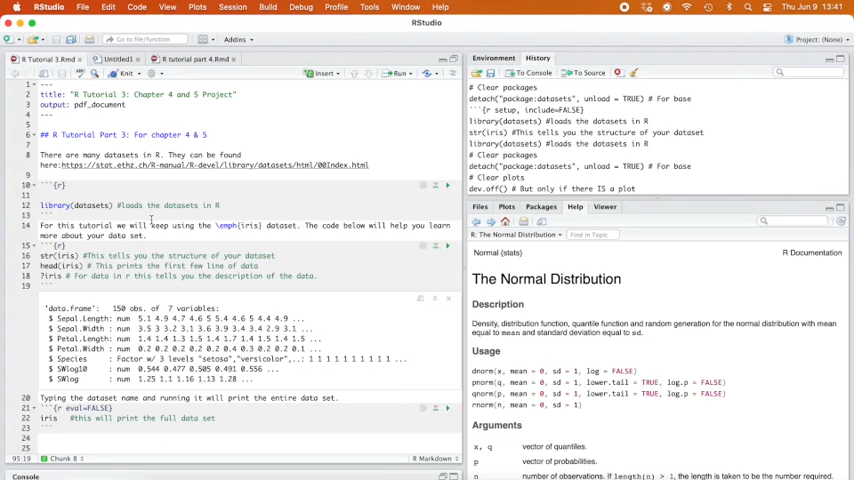 RStudio File Edit Code View Plots Session Build Debug Profile Tools Window Help Thu Jun 9 13:41
RStudio
Go to file/function Addins Project: (None)
R Tutorial 3.Rmd Untitled1 R tutorial part 4.Rmd
Knit Insert Run
1 ---
2 title: "R Tutorial 3: Chapter 4 and 5 Project"
3 output: pdf_document
4 ---
5
6 ## R Tutorial Part 3: For chapter 4 & 5
7
8 There are many datasets in R. They can be found
here:https://stat.ethz.ch/R-manual/R-devel/library/datasets/html/00Index.html
9
10 ```{r}
11
12 library(datasets) #loads the datasets in R
13 ```
14 For this tutorial we will keep using the \emph{iris} dataset. The code below will help you learn
more about your data set.
15 ```{r}
16 str(iris) #This tells you the structure of your dataset
17 head(iris) # This prints the first few line of data
18 ?iris # For data in r this tells you the description of the data.
19 ```
'data.frame': 150 obs. of 7 variables:
$ Sepal.Length: num 5.1 4.9 4.7 4.6 5 5.4 4.6 5 4.4 4.9 ...
$ Sepal.Width : num 3.5 3 3.2 3.1 3.6 3.9 3.4 3.4 2.9 3.1 ...
$ Petal.Length: num 1.4 1.4 1.3 1.5 1.4 1.7 1.4 1.5 1.4 1.5 ...
$ Petal.Width : num 0.2 0.2 0.2 0.2 0.2 0.4 0.3 0.2 0.2 0.1 ...
$ Species : Factor w/ 3 levels "setosa","versicolor",..: 1 1 1 1 1 1 1 1 1 1 ...
$ SWlog10 : num 0.544 0.477 0.505 0.491 0.556 ...
$ SWlog : num 1.25 1.1 1.16 1.13 1.28 ...
20 Typing the dataset name and running it will print the entire data set.
21 ```{r eval=FALSE}
22 iris #this will print the full data set
23 ```
24
25
95:19 Chunk 8 R Markdown
Console
Environment History
To Console To Source
# Clear packages
detach("package:datasets", unload = TRUE) # For base
```{r setup, include=FALSE}
library(datasets) #loads the datasets in R
str(iris) #This tells you the structure of your dataset
# Clear packages
detach("package:datasets", unload = TRUE) # For base
# Clear plots
dev.off() # But only if there IS a plot
Files Plots Packages Help Viewer
R: The Normal Distribution Find in Topic
Normal {stats} R Documentation
The Normal Distribution
Description
Density, distribution function, quantile function and random generation for the normal distribution with mean
equal to mean and standard deviation equal to sd.
Usage
dnorm(x, mean = 0, sd = 1, log = FALSE)
pnorm(q, mean = 0, sd = 1, lower.tail = TRUE, log.p = FALSE)
qnorm(p, mean = 0, sd = 1, lower.tail = TRUE, log.p = FALSE)
rnorm(n, mean = 0, sd = 1)
Arguments
x, q vector of quantiles.
p vector of probabilities.
n number of observations. If length(n) > 1, the length is taken to be the number required.